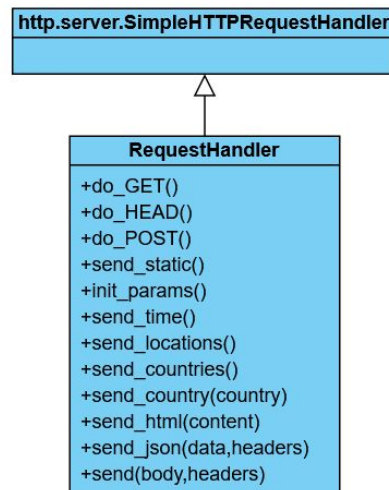 http.server.SimpleHTTPRequestHandler
RequestHandler
+do_GET()
+do_HEAD()
+do_POST()
+send_static()
+init_params()
+send_time()
+send_locations()
+send_countries()
+send_country(country)
+send_html(content)
+send_json(data,headers)
+send(body,headers)